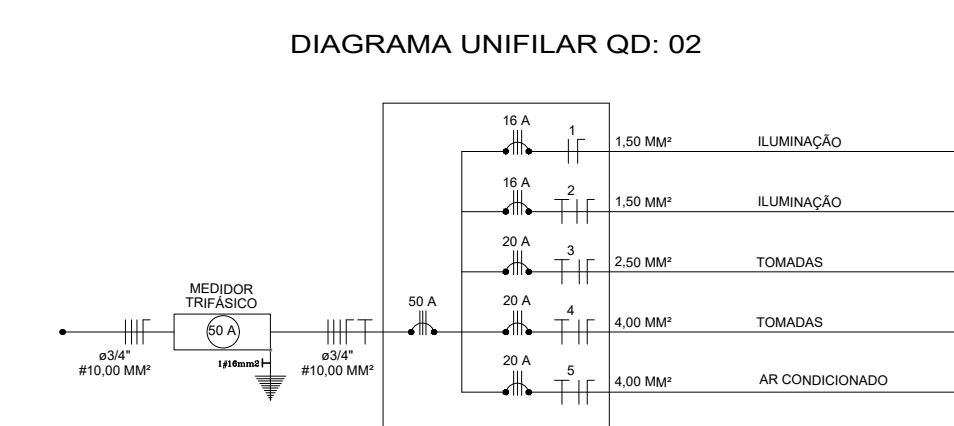 DIAGRAMA UNIFILAR QD: 02
16 A
1
1,50 MM²
ILUMINAÇÃO
16 A
2
1,50 MM²
ILUMINAÇÃO
20 A
3
2,50 MM²
TOMADAS
MEDIDOR
TRIFÁSICO
50 A
50 A
20 A
4
4,00 MM²
TOMADAS
ø3/4"
#10,00 MM²
1#16mm2
ø3/4"
#10,00 MM²
20 A
5
4,00 MM²
AR CONDICIONADO